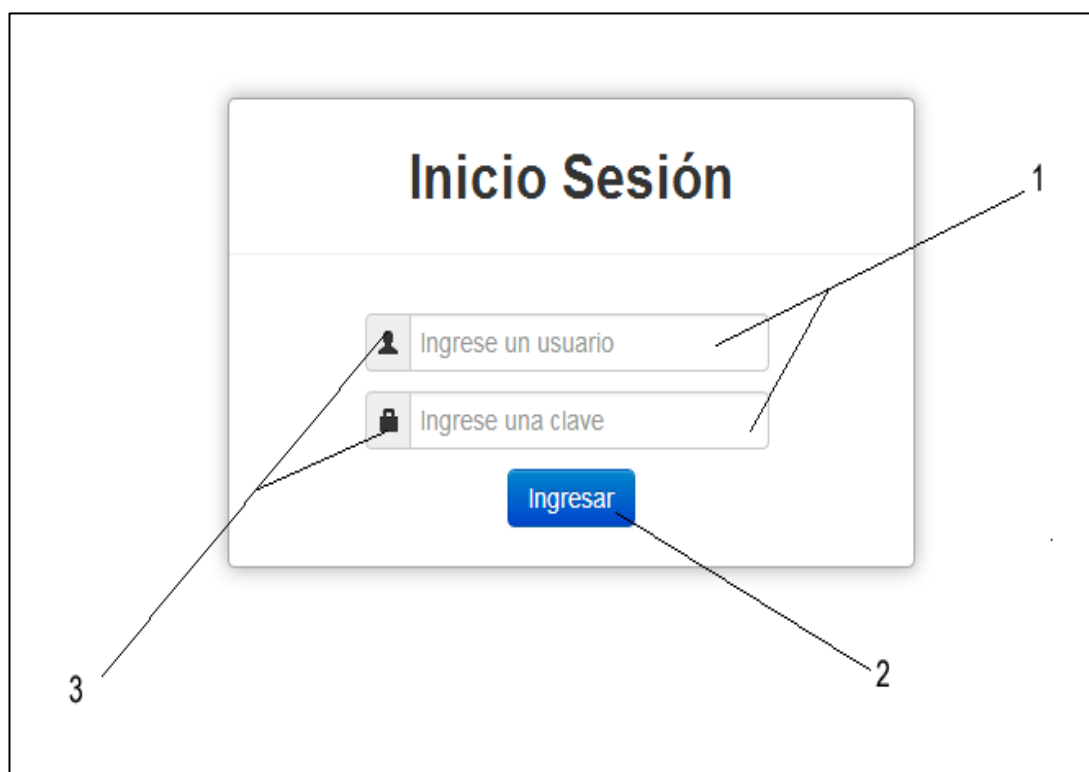 Inicio Sesión
1
Ingrese un usuario
Ingrese una clave
Ingresar
2
3